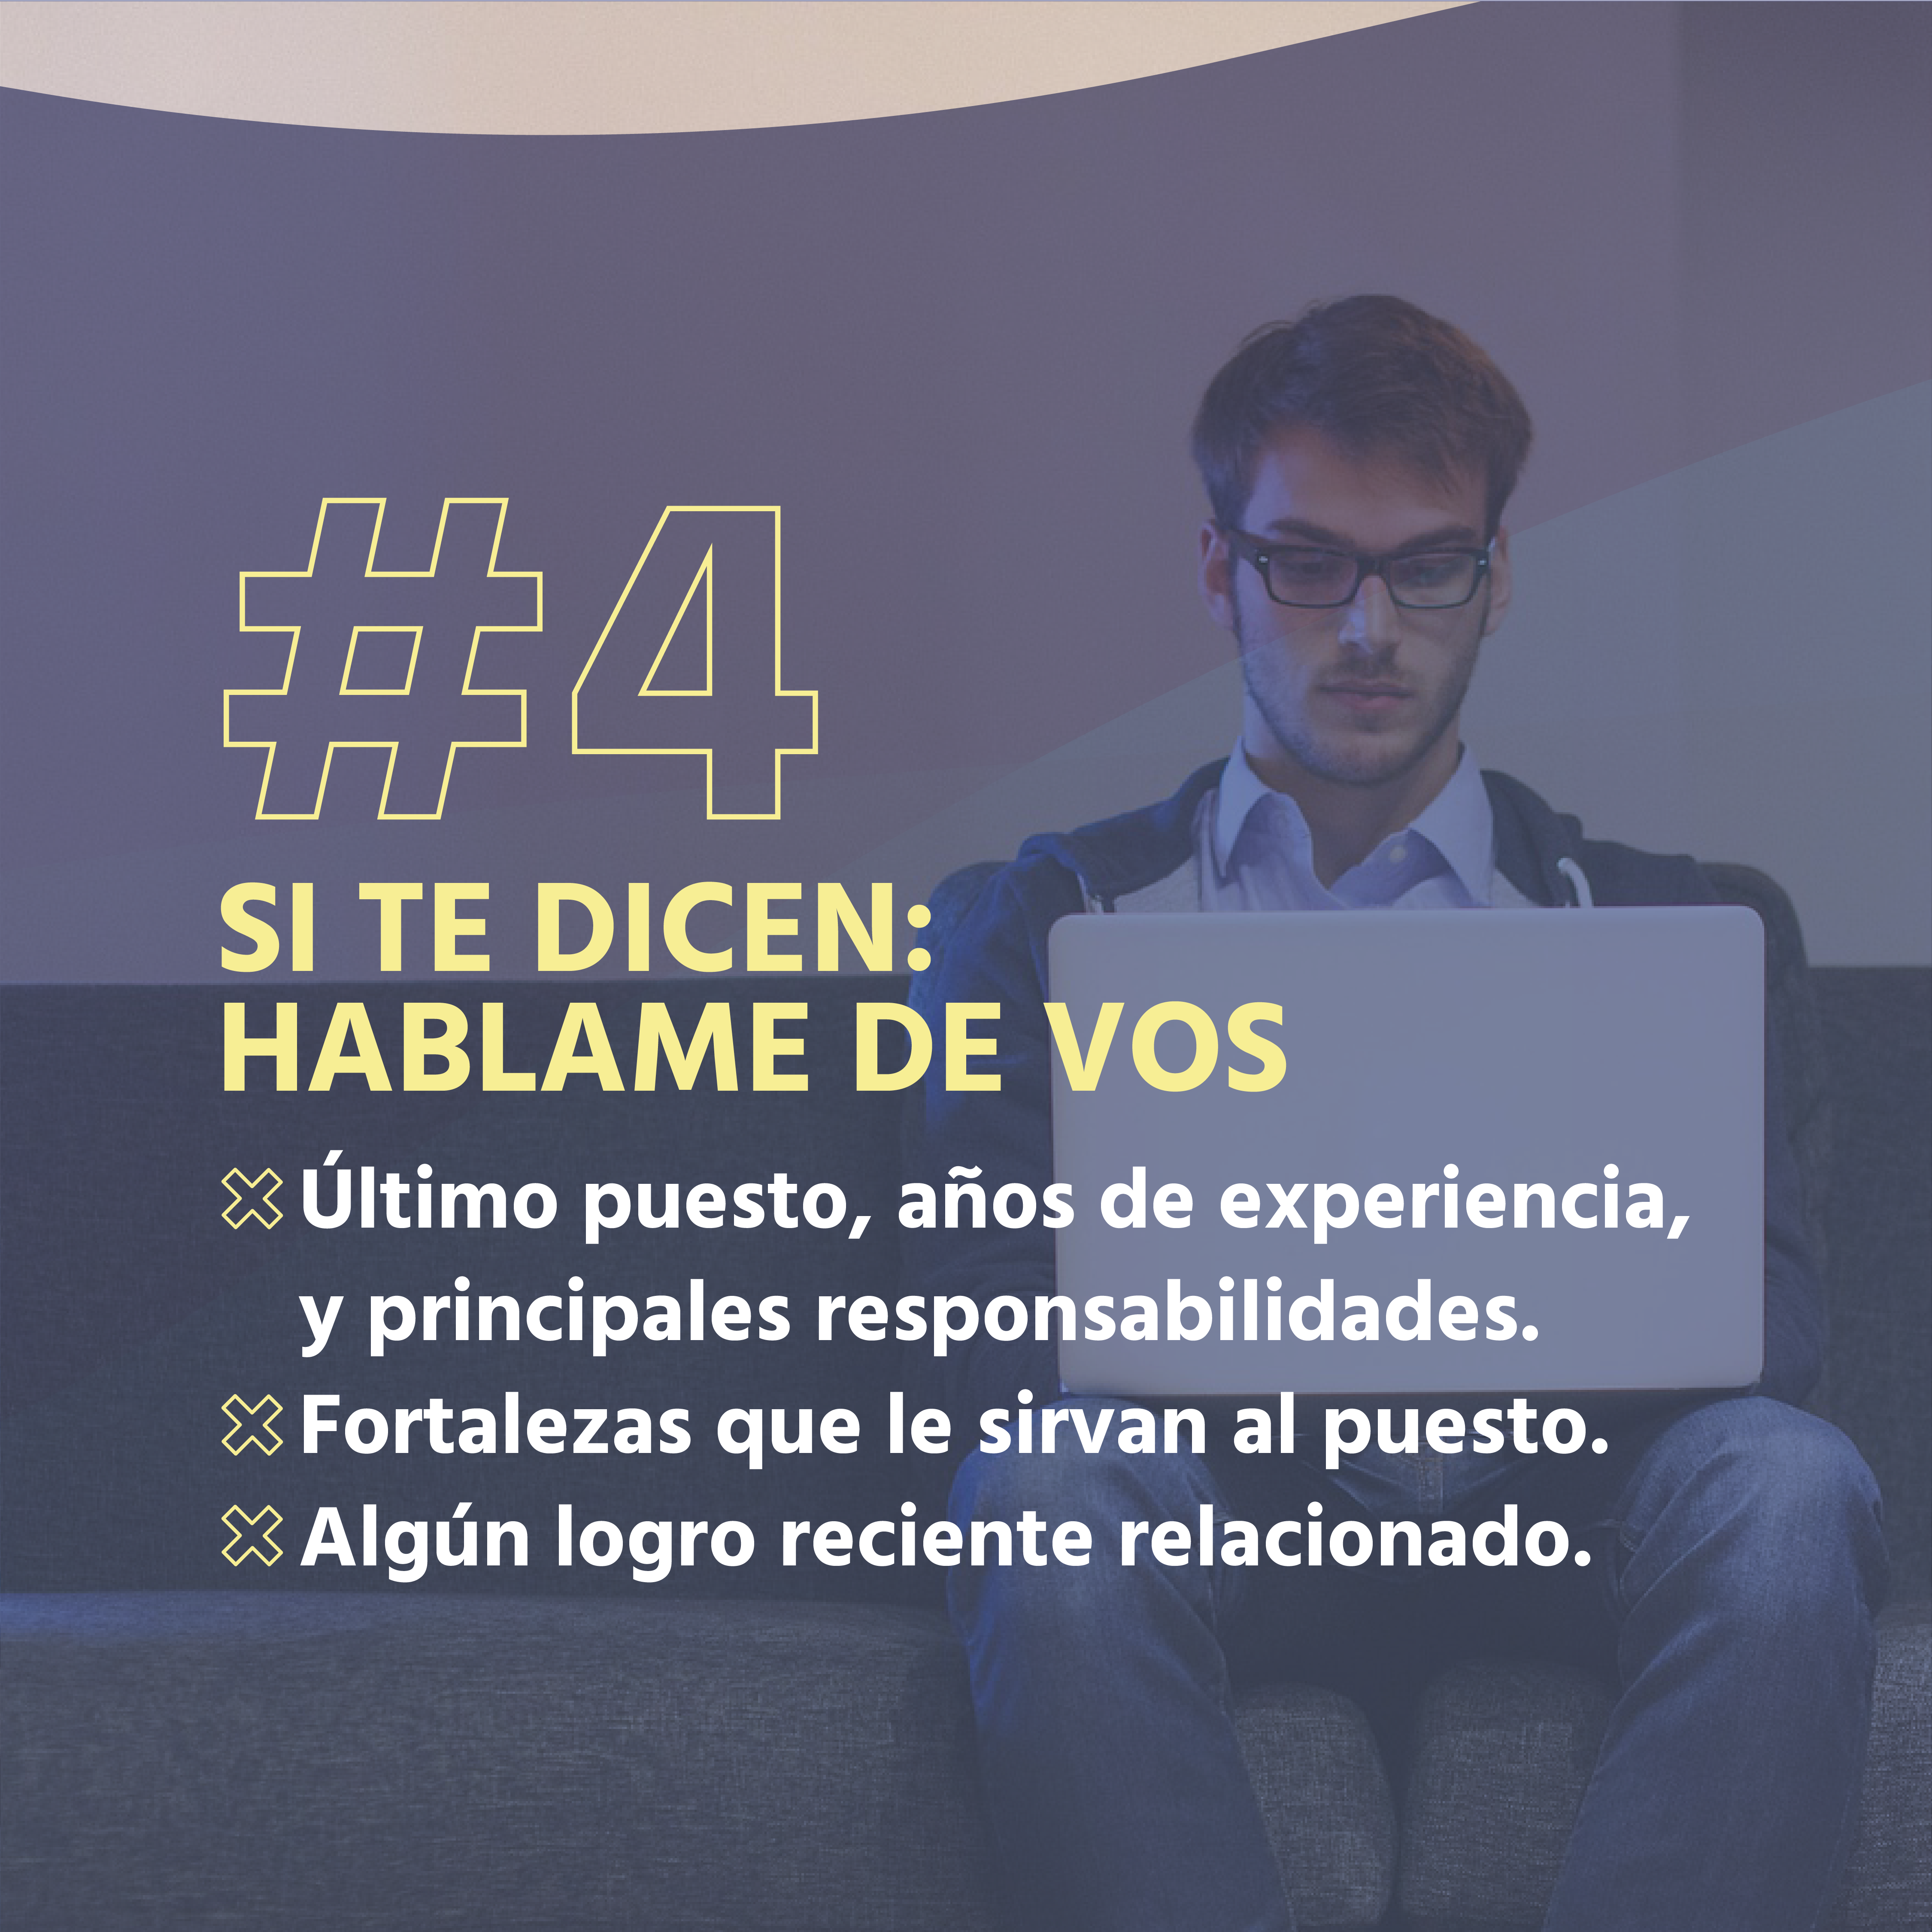 #4
SI TE DICEN:
HABLAME DE VOS
Último puesto, años de experiencia,
y principales responsabilidades.
Fortalezas que le sirvan al puesto.
Algún logro reciente relacionado.